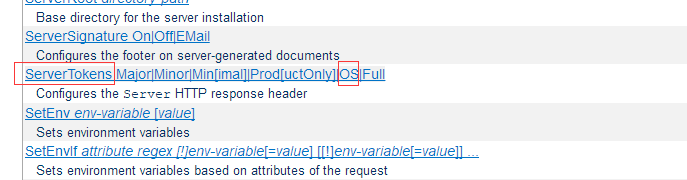 ServerRoot directory-path
Base directory for the server installation
ServerSignature On|Off|EMail
Configures the footer on server-generated documents
ServerTokens Major|Minor|Min[imal]|Prod[uctOnly]|OS|Full
Configures the Server HTTP response header
SetEnv env-variable [value]
Sets environment variables
SetEnvIf attribute regex [!]env-variable[=value] [[!]env-variable[=value]] ...
Sets environment variables based on attributes of the request